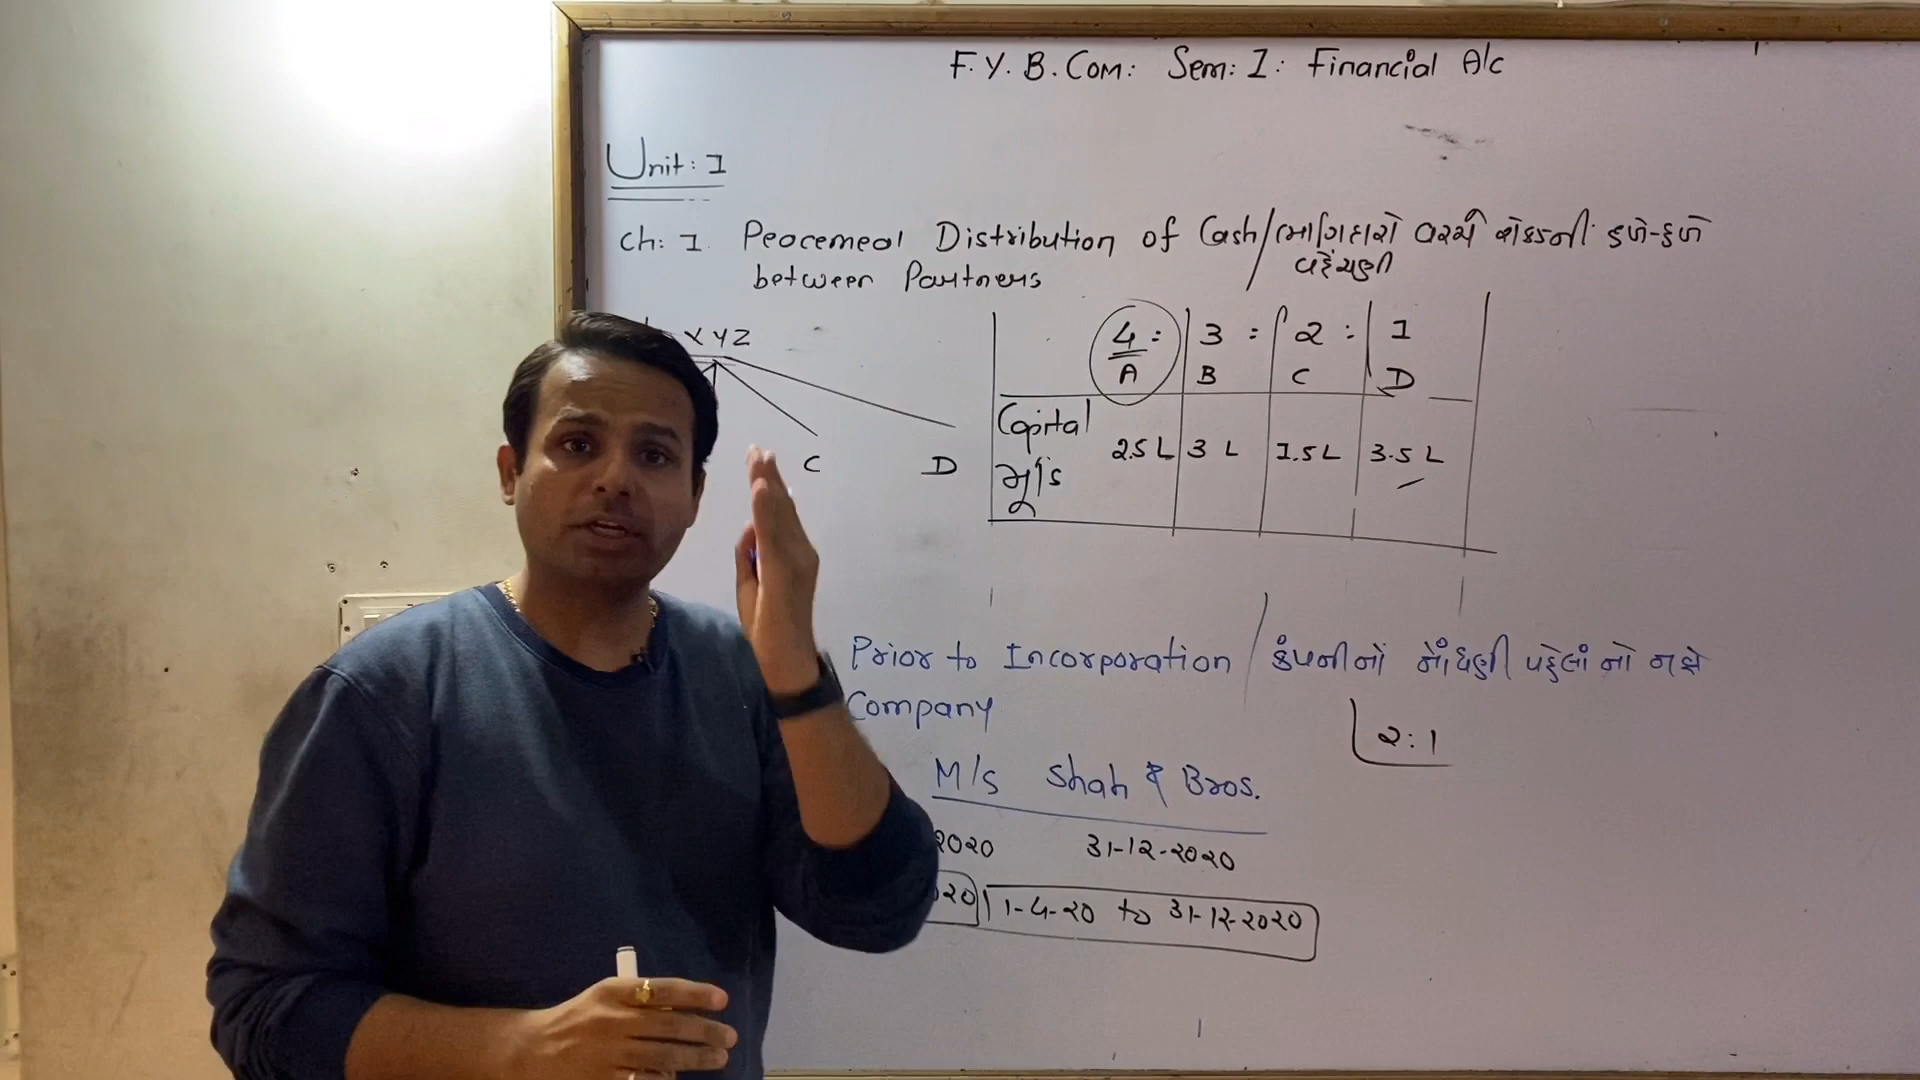 F.Y.B.Com: Sem: I: Financial A/c
Unit: I
Ch: I. Peacemeal Distribution of Cash/ભાગીદારો વચ્ચે રોકડની હપ્તે-હપ્તે
between Partners વહેંચણી
XYZ
4: 3: 2: 1
A B C D
Capital
2.5 L 3 L 1.5 L 3.5 L
C D
Prior to Incorporation / કંપનીનો નોંધણી પહેલાં નો નફો
Company
2:1
M/s Shah & Bros.
2020 31-12-2020
20 1-4-20 to 31-12-2020